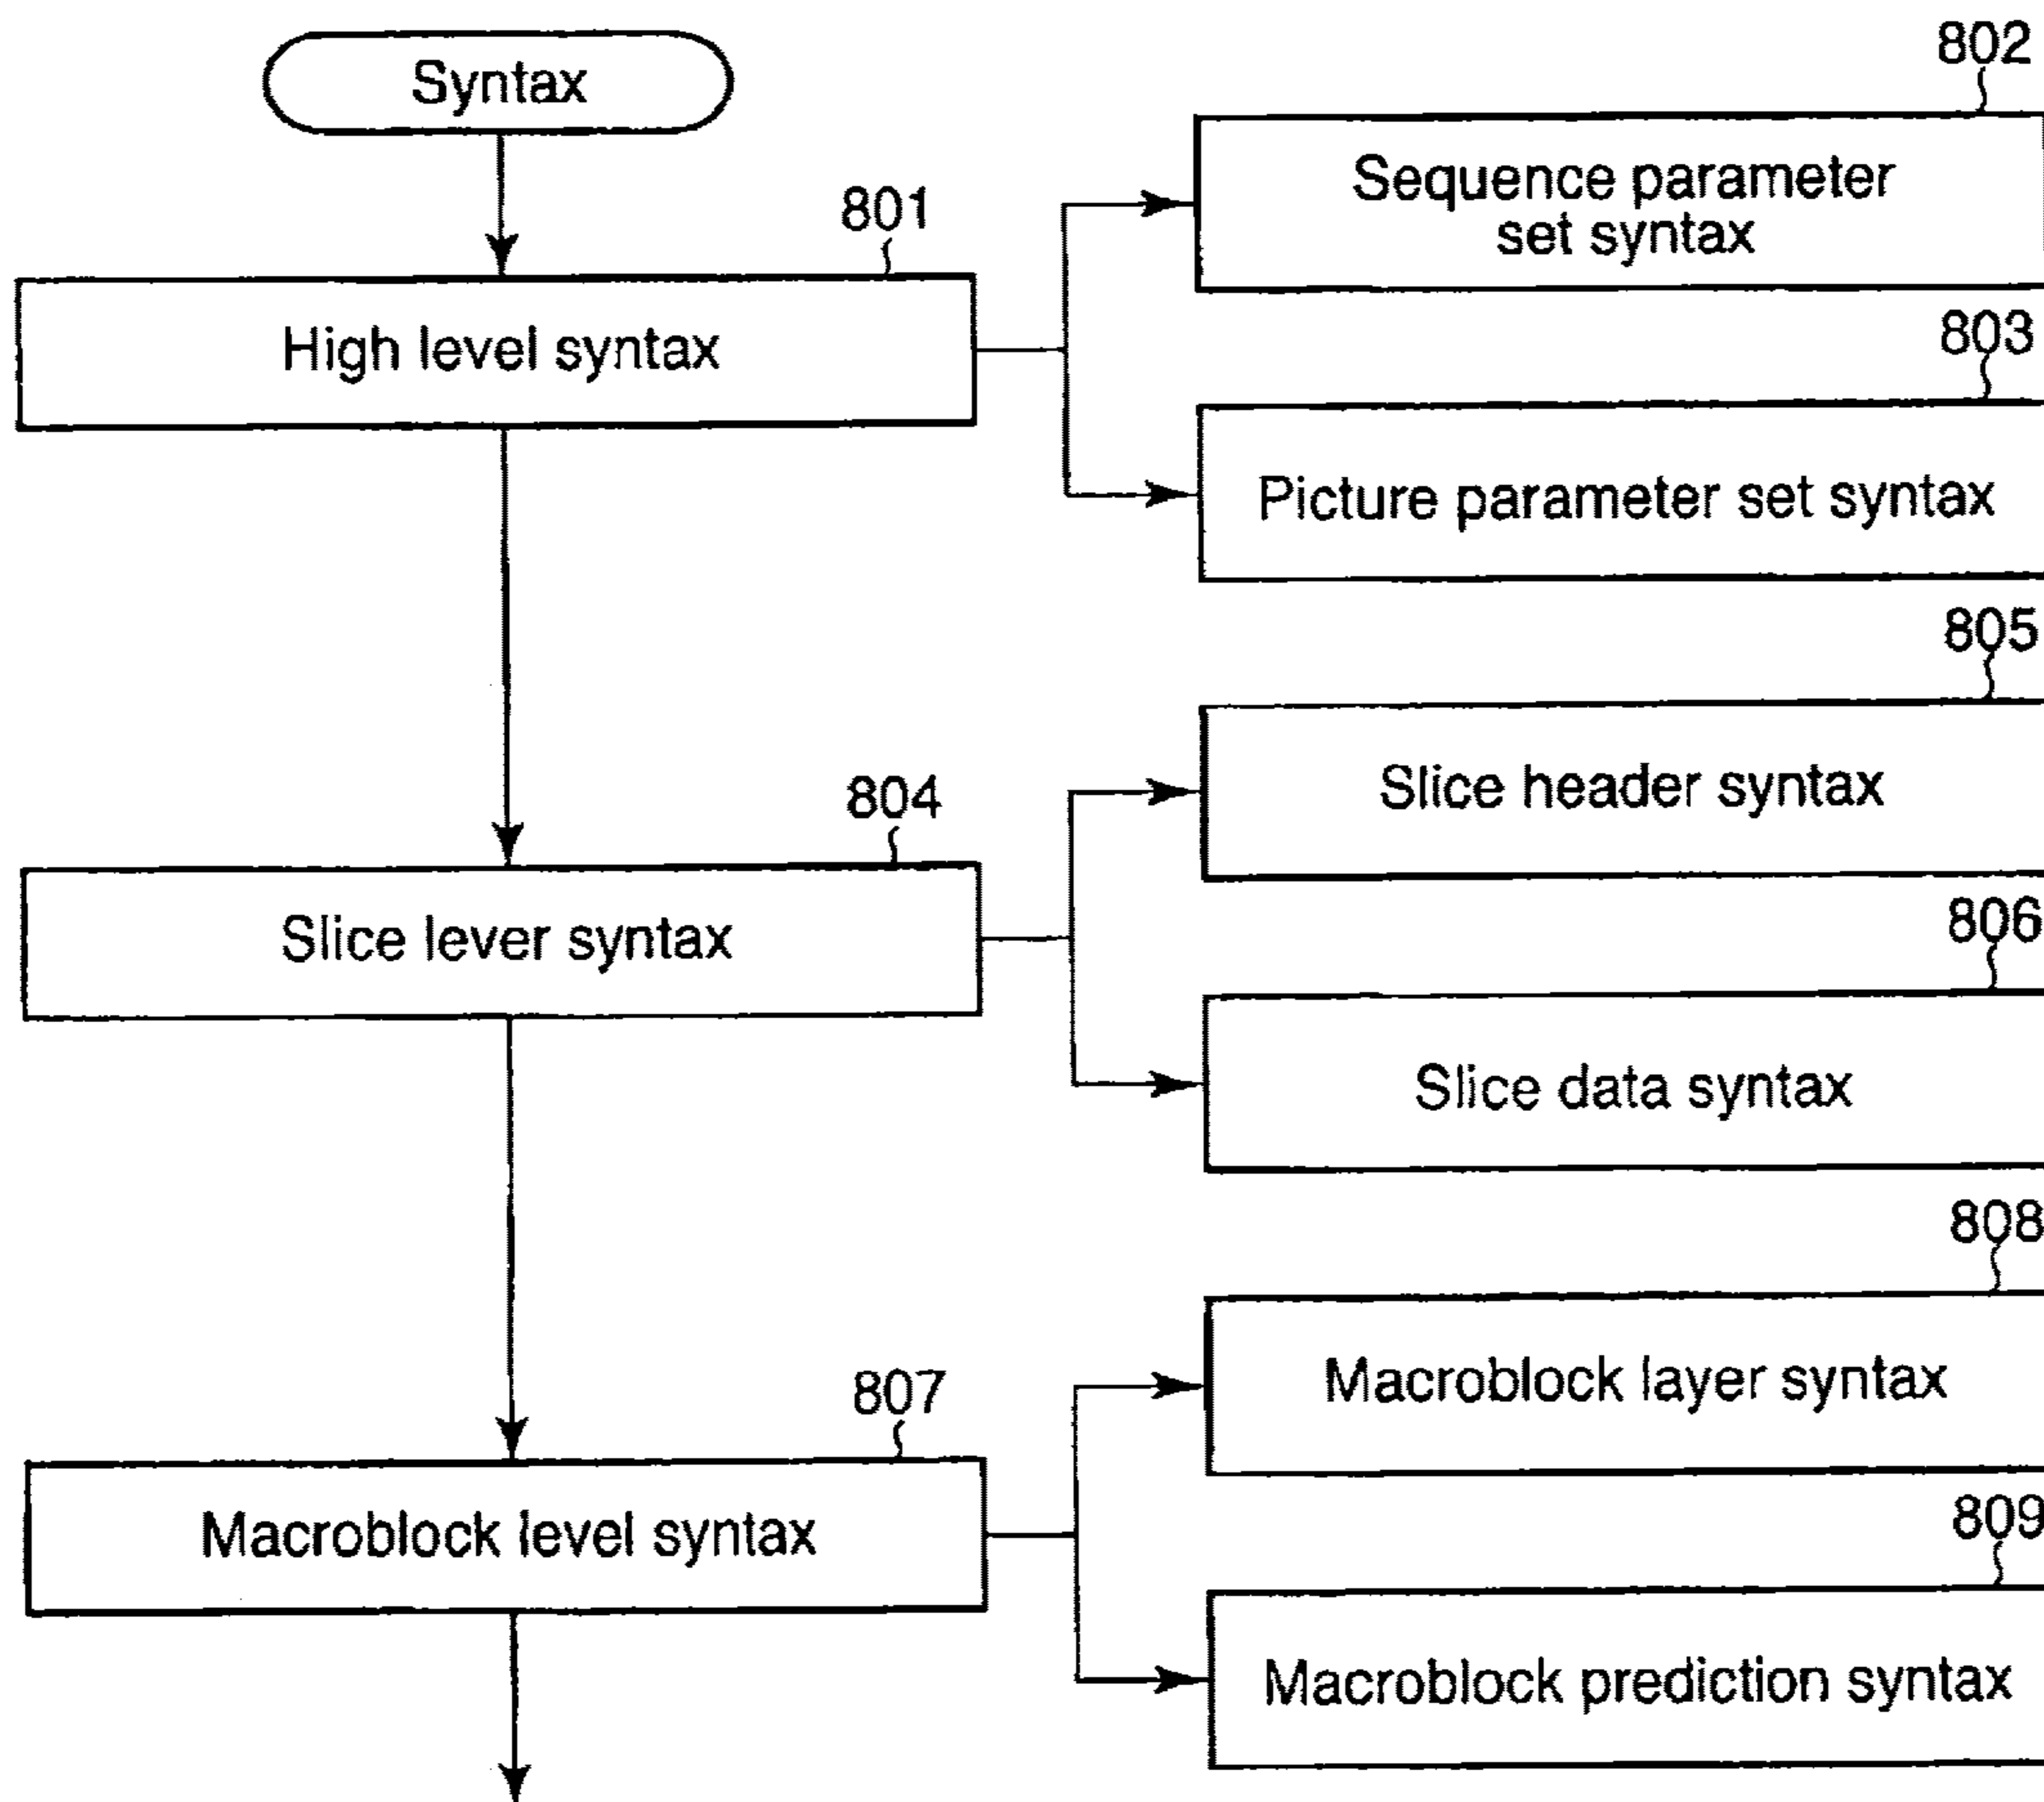 Syntax
802
Sequence parameter
set syntax
801
High level syntax
803
Picture parameter set syntax
805
Slice header syntax
804
Slice lever syntax
806
Slice data syntax
808
Macroblock layer syntax
807
Macroblock level syntax
809
Macroblock prediction syntax